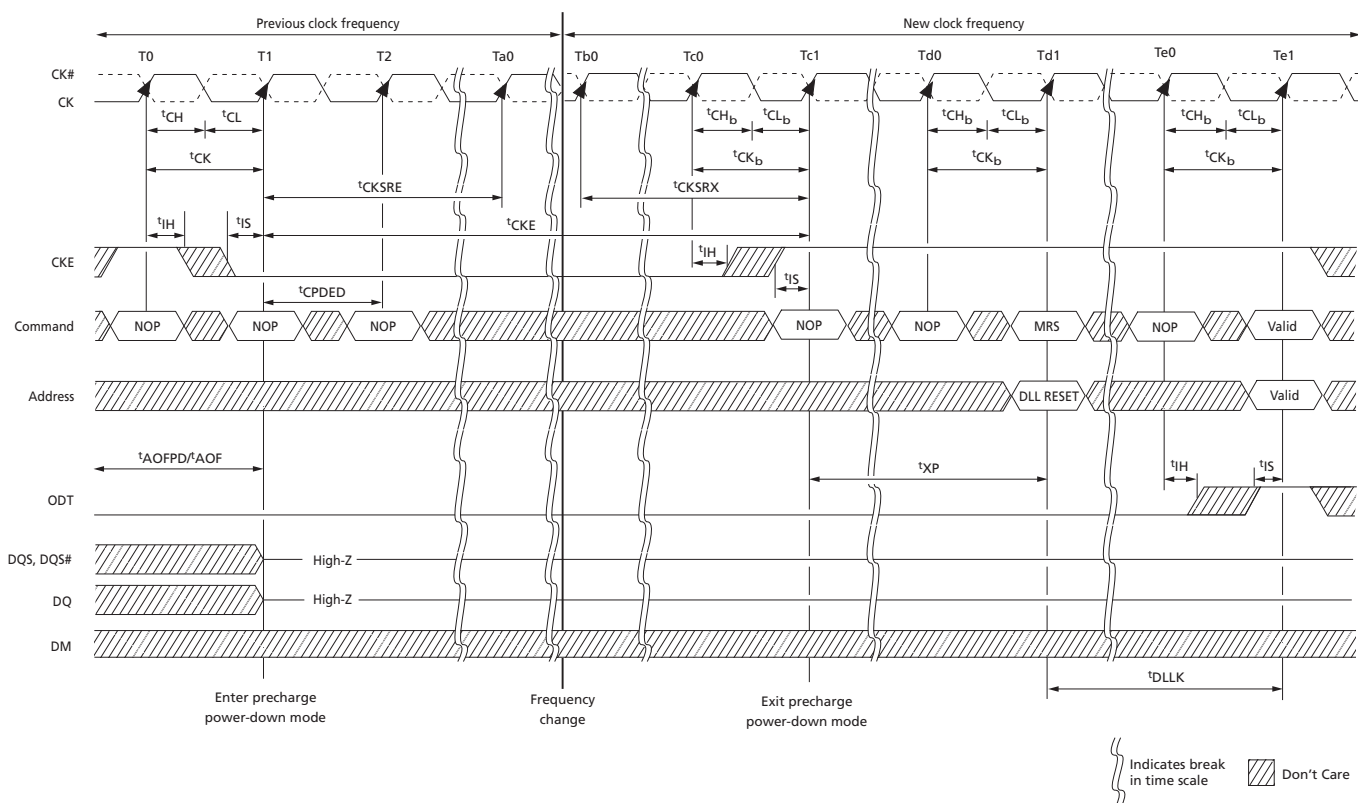 Previous clock frequency
New clock frequency
T0 T1 T2 Ta0 Tb0 Tc0 Tc1 Td0 Td1 Te0 Te1
CK#
CK
tCH tCL tCHb tCLb tCHb tCLb tCHb tCLb
tCK tCKb tCKb tCKb
tCKSRE tCKSRX
tIH tIS tCKE
CKE
tIH
tIS
tCPDED
Command NOP NOP NOP NOP NOP MRS NOP Valid
Address DLL RESET Valid
tAOFPD/tAOF
tXP
tIH tIS
ODT
DQS, DQS# High-Z
DQ High-Z
DM
tDLLK
Enter precharge
power-down mode
Frequency
change
Exit precharge
power-down mode
Indicates break
in time scale
Don't Care